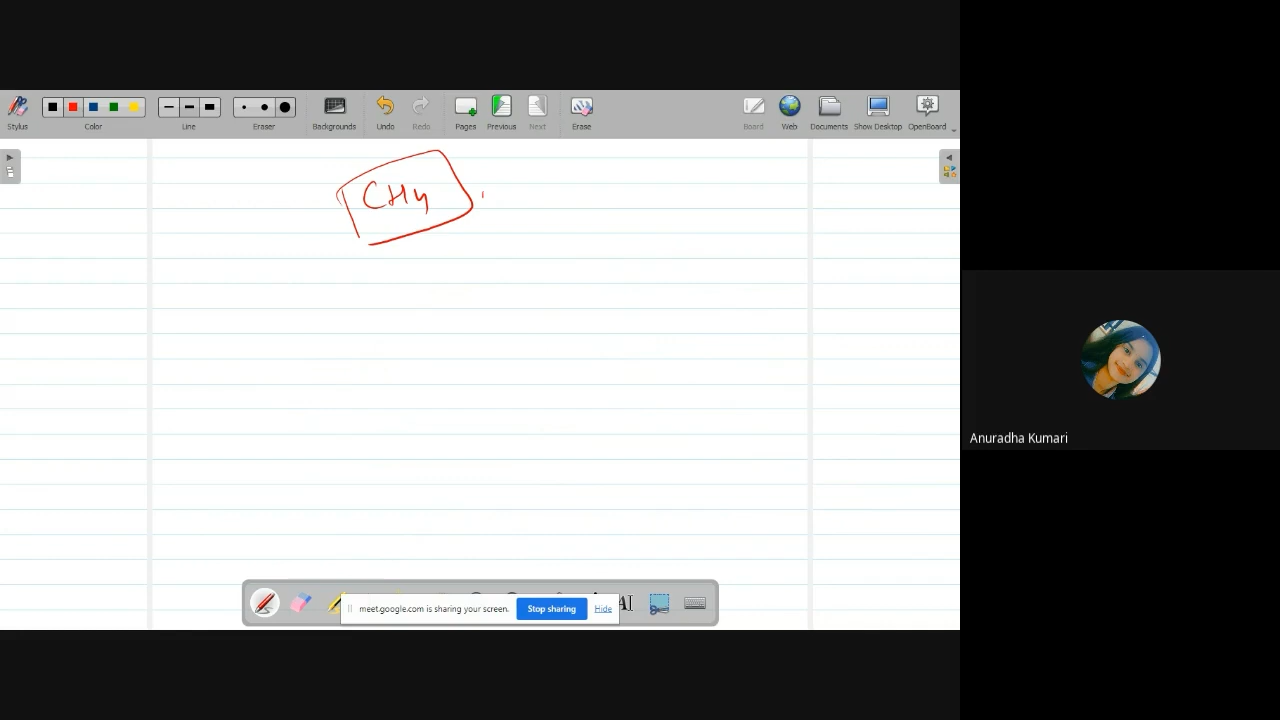 Stylus Color Line Eraser Backgrounds Undo Redo Pages Previous Next Erase Board Web Documents Show Desktop OpenBoard
CH4
Anuradha Kumari
meet.google.com is sharing your screen. Stop sharing Hide AI